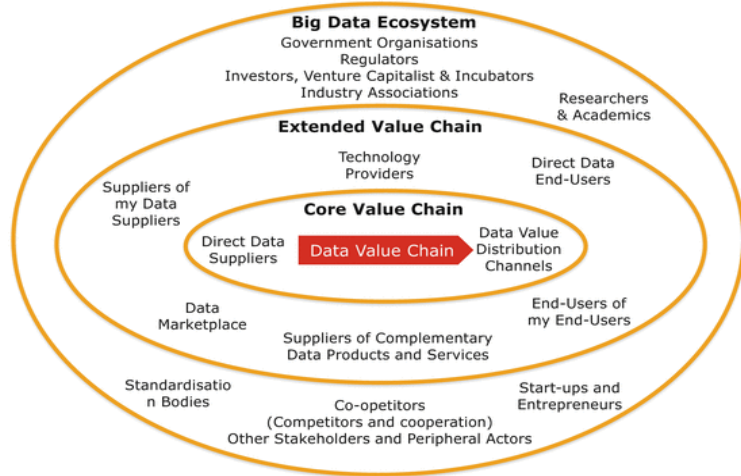 Big Data Ecosystem
Government Organisations
Regulators
Investors, Venture Capitalist & Incubators
Industry Associations
Researchers
& Academics
Extended Value Chain
Technology
Providers
Direct Data
End-Users
Suppliers of
my Data
Suppliers
Core Value Chain
Direct Data
Suppliers
Data Value Chain
Data Value
Distribution
Channels
Data
Marketplace
End-Users of
my End-Users
Suppliers of Complementary
Data Products and Services
Standardisatio
n Bodies
Co-opetitors
(Competitors and cooperation)
Other Stakeholders and Peripheral Actors
Start-ups and
Entrepreneurs